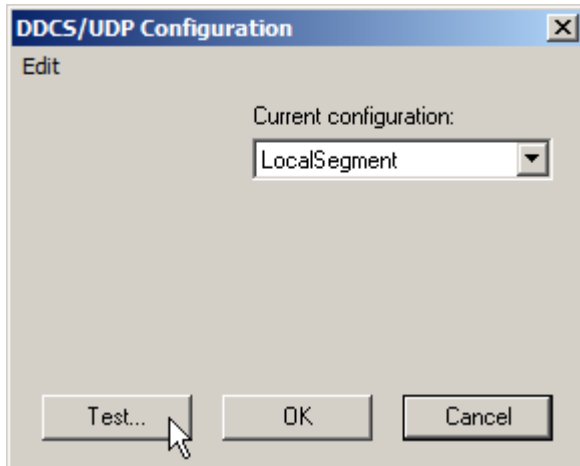 DDCS/UDP Configuration
Edit
Current configuration:
LocalSegment
Test... OK Cancel